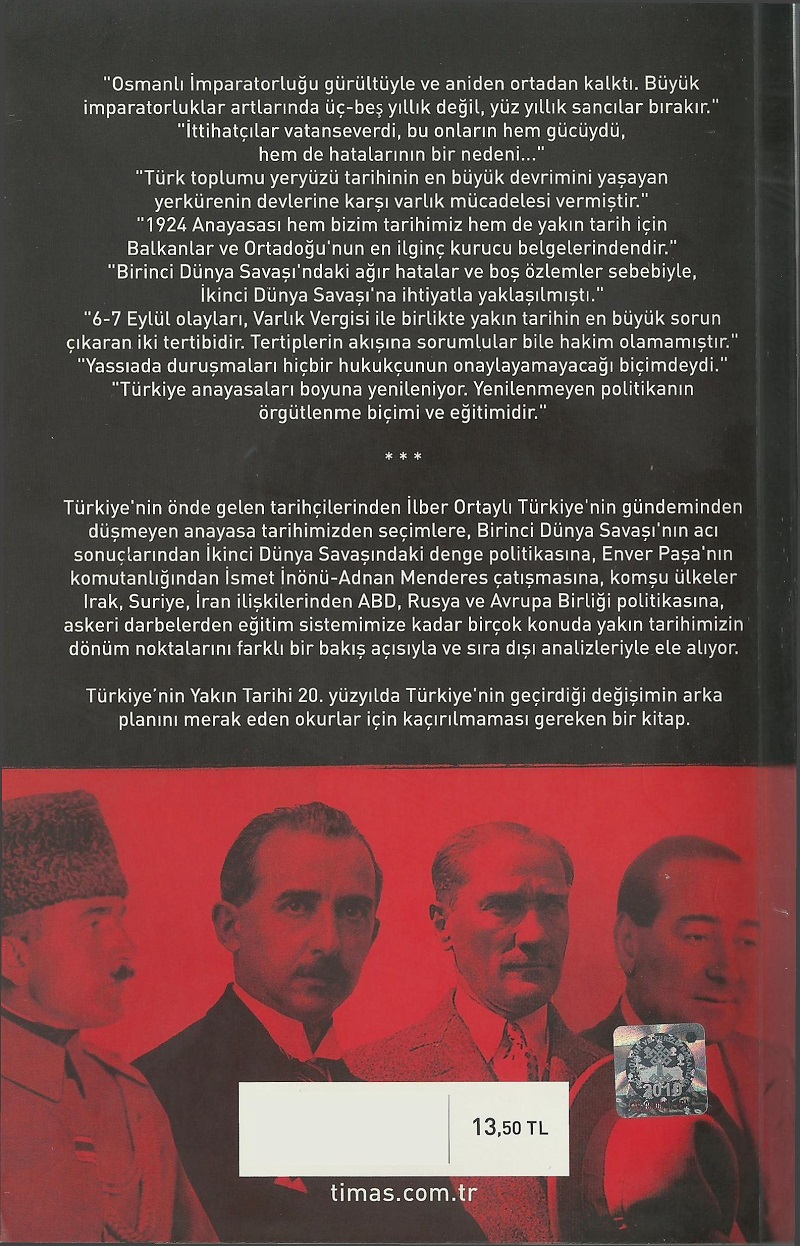 "Osmanlı İmparatorluğu gürültüyle ve aniden ortadan kalktı. Büyük
imparatorluklar artlarında üç-beş yıllık değil, yüz yıllık sancılar bırakır."
"İttihatçılar vatanseverdi, bu onların hem gücüydü,
hem de hatalarının bir nedeni..."
"Türk toplumu yeryüzü tarihinin en büyük devrimini yaşayan
yerkürenin devlerine karşı varlık mücadelesi vermiştir."
"1924 Anayasası hem bizim tarihimiz hem de yakın tarih için
Balkanlar ve Ortadoğu'nun en ilginç kurucu belgelerindendir."
"Birinci Dünya Savaşı'ndaki ağır hatalar ve boş özlemler sebebiyle,
İkinci Dünya Savaşı'na ihtiyatla yaklaşılmıştı."
"6-7 Eylül olayları, Varlık Vergisi ile birlikte yakın tarihin en büyük sorun
çıkaran iki tertibidir. Tertiplerin akışına sorumlular bile hakim olamamıştır."
"Yassıada duruşmaları hiçbir hukukçunun onaylayamayacağı biçimdeydi."
"Türkiye anayasaları boyuna yenileniyor. Yenilenmeyen politikanın
örgütlenme biçimi ve eğitimidir."
* * *
Türkiye'nin önde gelen tarihçilerinden İlber Ortaylı Türkiye'nin gündeminden
düşmeyen anayasa tarihimizden seçimlere, Birinci Dünya Savaşı'nın acı
sonuçlarından İkinci Dünya Savaşındaki denge politikasına, Enver Paşa'nın
komutanlığından İsmet İnönü-Adnan Menderes çatışmasına, komşu ülkeler
Irak, Suriye, İran ilişkilerinden ABD, Rusya ve Avrupa Birliği politikasına,
askeri darbelerden eğitim sistemimize kadar birçok konuda yakın tarihimizin
dönüm noktalarını farklı bir bakış açısıyla ve sıra dışı analizleriyle ele alıyor.
Türkiye'nin Yakın Tarihi 20. yüzyılda Türkiye'nin geçirdiği değişimin arka
planını merak eden okurlar için kaçırılmaması gereken bir kitap.
2010
13,50 TL
timas.com.tr